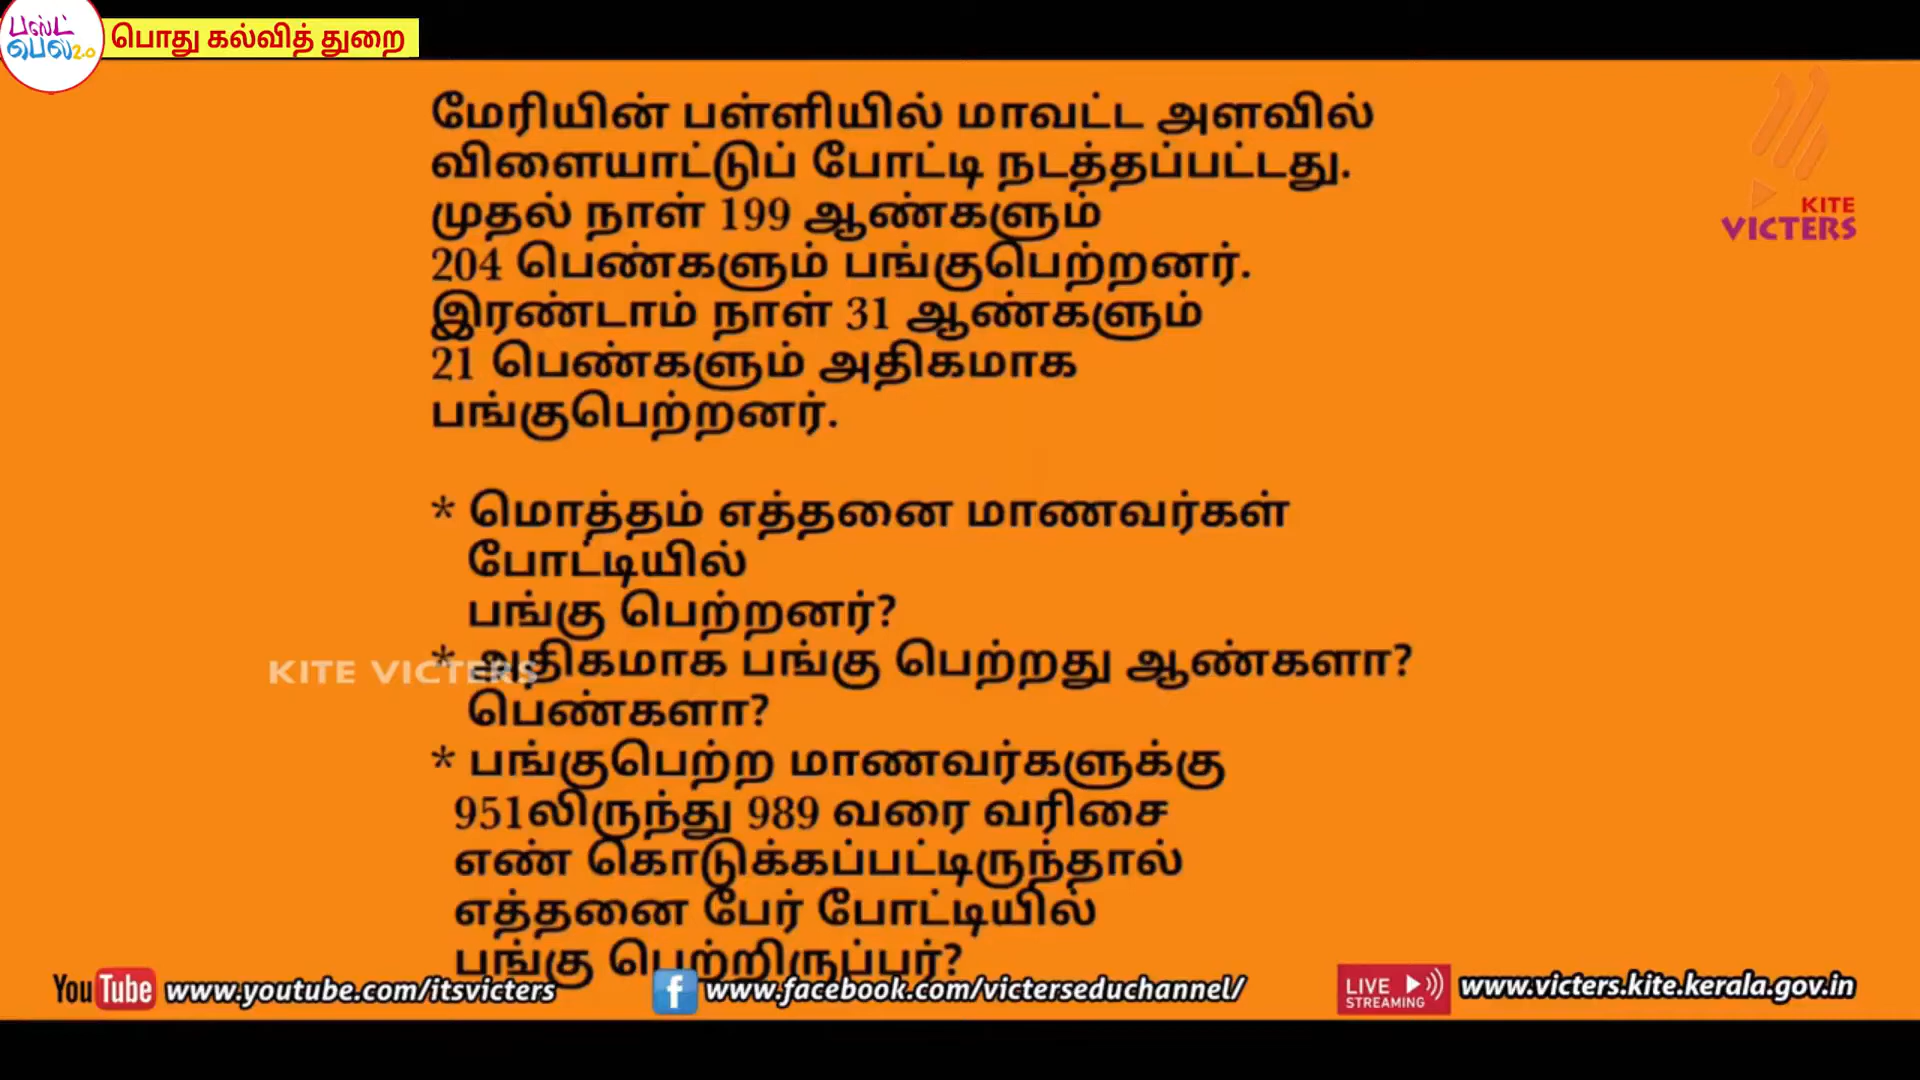 பஸ்ட்
பெல் 2.0
பொது கல்வித் துறை
மேரியின் பள்ளியில் மாவட்ட அளவில்
விளையாட்டுப் போட்டி நடத்தப்பட்டது.
முதல் நாள் 199 ஆண்களும்
204 பெண்களும் பங்குபெற்றனர்.
இரண்டாம் நாள் 31 ஆண்களும்
21 பெண்களும் அதிகமாக
பங்குபெற்றனர்.
* மொத்தம் எத்தனை மாணவர்கள்
போட்டியில்
பங்கு பெற்றனர்?
* அதிகமாக பங்கு பெற்றது ஆண்களா?
பெண்களா?
* பங்குபெற்ற மாணவர்களுக்கு
951லிருந்து 989 வரை வரிசை
எண் கொடுக்கப்பட்டிருந்தால்
எத்தனை பேர் போட்டியில்
பங்கு பெற்றிருப்பர்?
KITE
VICTERS
KITE VICTERS
YouTube www.youtube.com/itsvicters
f www.facebook.com/victerseduchannel/
LIVE
STREAMING
www.victers.kite.kerala.gov.in